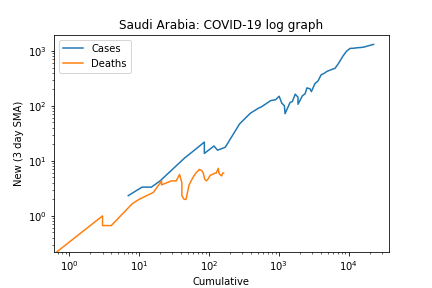 Saudi Arabia: COVID-19 log graph
Cases
Deaths
New (3 day SMA)
10³
10²
10¹
10⁰
10⁰ 10¹ 10² 10³ 10⁴
Cumulative